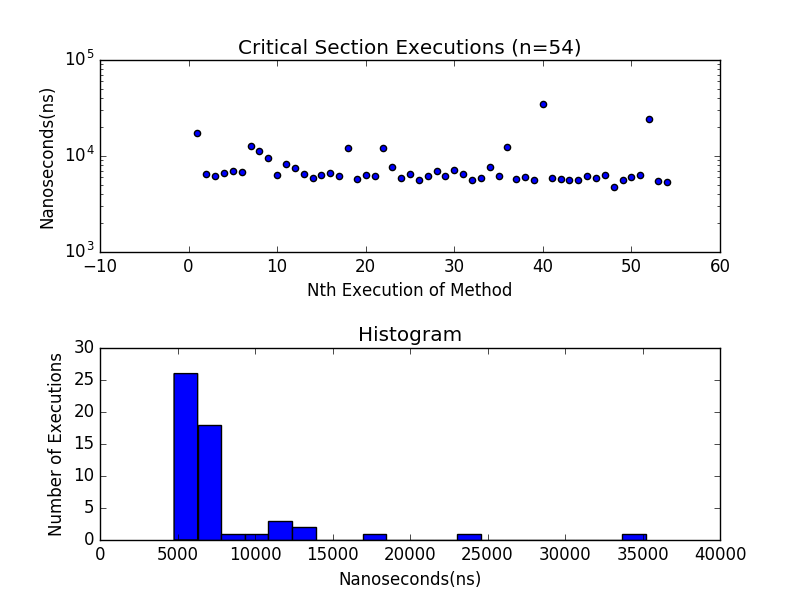 Critical Section Executions (n=54)
Nanoseconds(ns)
10^5
10^4
10^3
−10 0 10 20 30 40 50 60
Nth Execution of Method
Histogram
Number of Executions
30
25
20
15
10
5
0
0 5000 10000 15000 20000 25000 30000 35000 40000
Nanoseconds(ns)